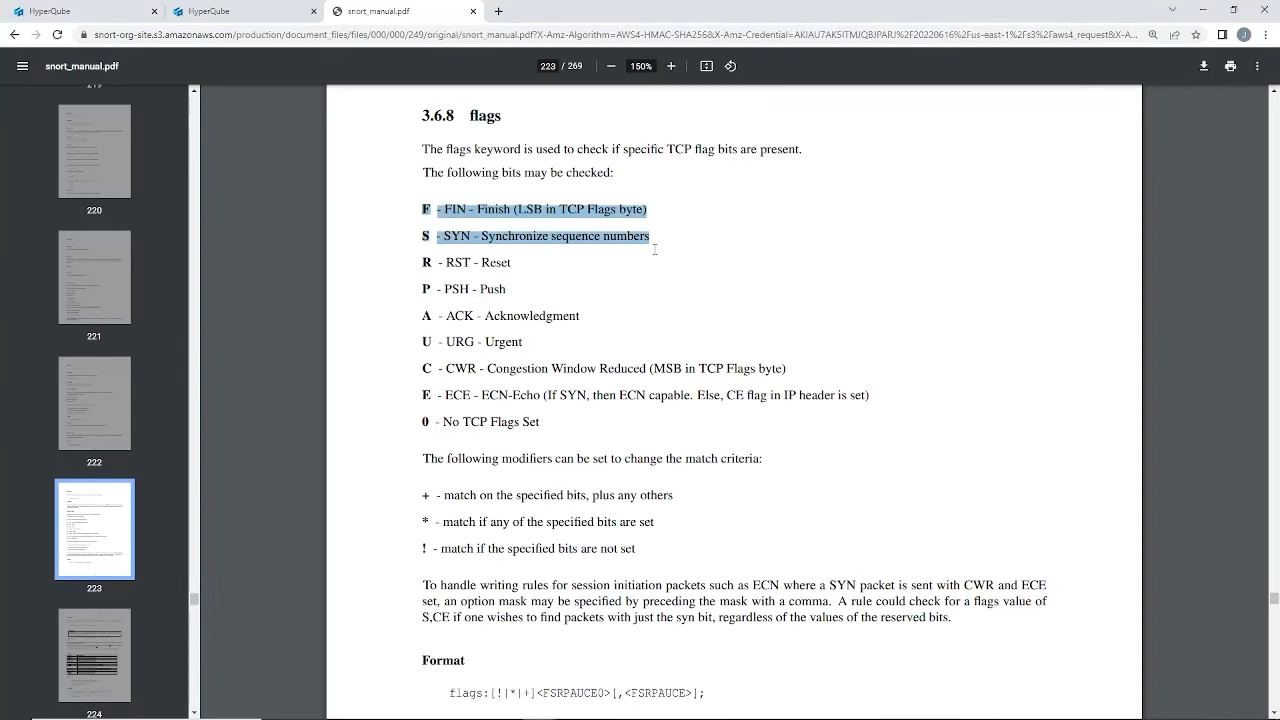 HyperQube
HyperQube
snort_manual.pdf
snort-org-site.s3.amazonaws.com/production/document_files/files/000/000/249/original/snort_manual.pdf?X-Amz-Algorithm=AWS4-HMAC-SHA256&X-Amz-Credential=AKIAU7AK5ITMJQBJPARJ%2F20220616%2Fus-east-1%2Fs3%2Faws4_request&X-A...
J
snort_manual.pdf
223 / 269
150%
219
220
221
222
223
224
3.6.8 flags
The flags keyword is used to check if specific TCP flag bits are present.
The following bits may be checked:
F - FIN - Finish (LSB in TCP Flags byte)
S - SYN - Synchronize sequence numbers
R - RST - Reset
P - PSH - Push
A - ACK - Acknowledgment
U - URG - Urgent
C - CWR - Congestion Window Reduced (MSB in TCP Flags byte)
E - ECE - ECN-Echo (If SYN, then ECN capable. Else, CE flag in IP header is set)
0 - No TCP Flags Set
The following modifiers can be set to change the match criteria:
+ - match on the specified bits, plus any others
- match if any of the specified bits are set
- match if the specified bits are not set
To handle writing rules for session initiation packets such as ECN where a SYN packet is sent with CWR and ECE
set, an option mask may be specified by preceding the mask with a comma. A rule could check for a flags value of
S,CE if one wishes to find packets with just the syn bit, regardless of the values of the reserved bits.
Format
flags:[!|*|+]<FSRPAUCE0>[,<FSRPAUCE>];